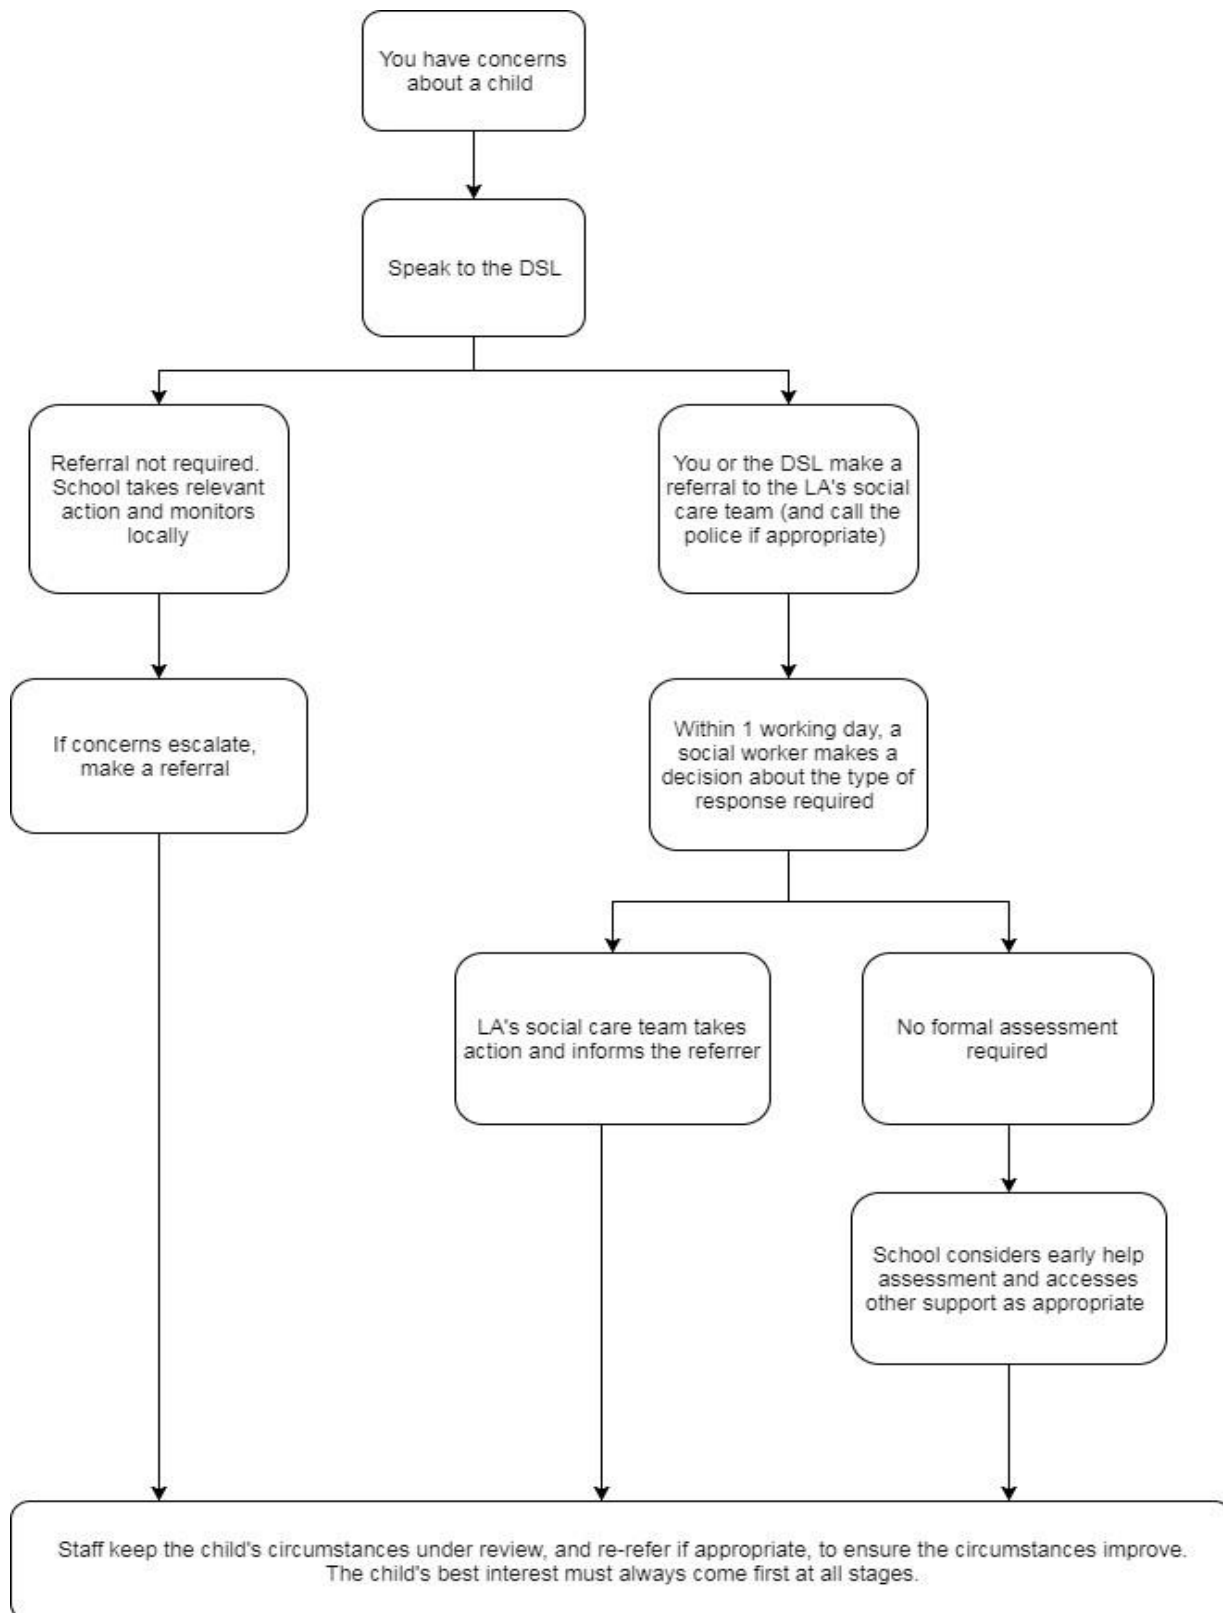 You have concerns
about a child
Speak to the DSL
Referral not required.
School takes relevant
action and monitors
locally
You or the DSL make a
referral to the LA's social
care team (and call the
police if appropriate)
If concerns escalate,
make a referral
Within 1 working day, a
social worker makes a
decision about the type of
response required
LA's social care team takes
action and informs the referrer
No formal assessment
required
School considers early help
assessment and accesses
other support as appropriate
Staff keep the child's circumstances under review, and re-refer if appropriate, to ensure the circumstances improve.
The child's best interest must always come first at all stages.